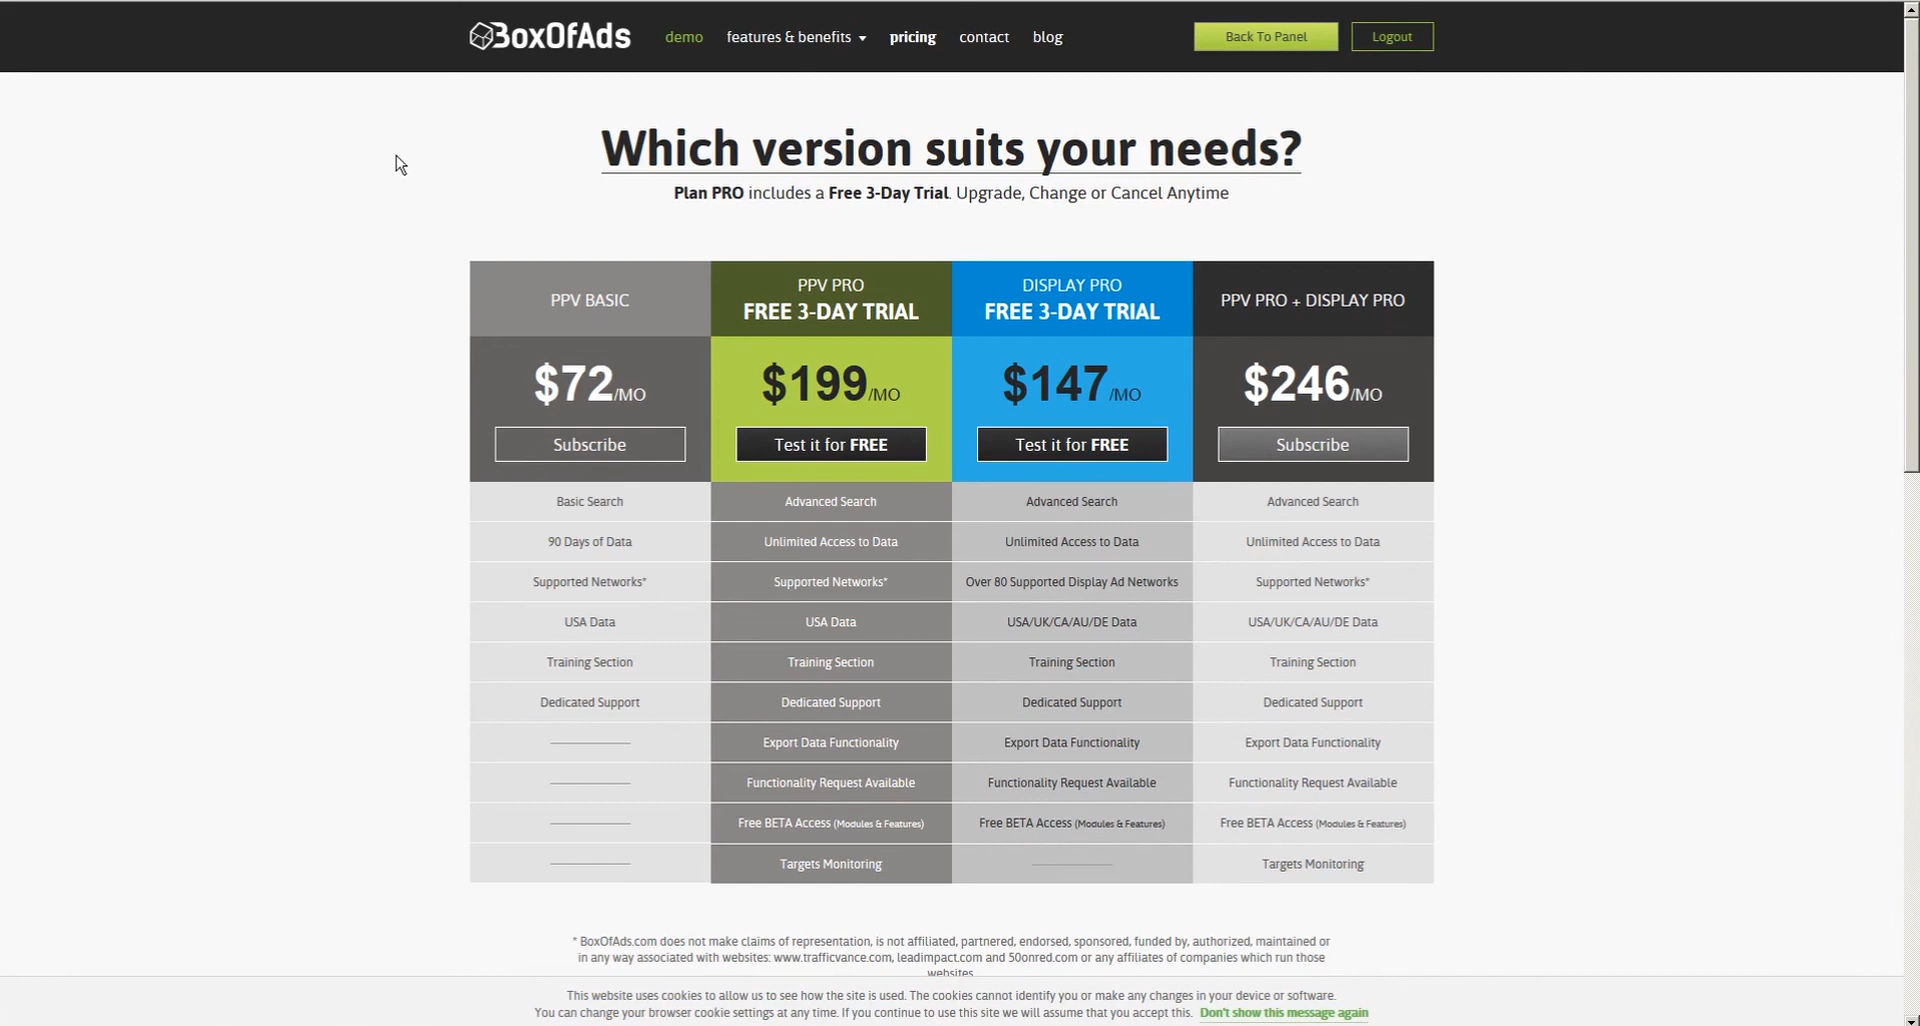 BoxOfAds demo features & benefits pricing contact blog Back To Panel Logout
Which version suits your needs?
Plan PRO includes a Free 3-Day Trial. Upgrade, Change or Cancel Anytime
PPV BASIC
$72/MO
Subscribe
Basic Search
90 Days of Data
Supported Networks*
USA Data
Training Section
Dedicated Support
PPV PRO
FREE 3-DAY TRIAL
$199/MO
Test it for FREE
Advanced Search
Unlimited Access to Data
Supported Networks*
USA Data
Training Section
Dedicated Support
Export Data Functionality
Functionality Request Available
Free BETA Access (Modules & Features)
Targets Monitoring
DISPLAY PRO
FREE 3-DAY TRIAL
$147/MO
Test it for FREE
Advanced Search
Unlimited Access to Data
Over 80 Supported Display Ad Networks
USA/UK/CA/AU/DE Data
Training Section
Dedicated Support
Export Data Functionality
Functionality Request Available
Free BETA Access (Modules & Features)
PPV PRO + DISPLAY PRO
$246/MO
Subscribe
Advanced Search
Unlimited Access to Data
Supported Networks*
USA/UK/CA/AU/DE Data
Training Section
Dedicated Support
Export Data Functionality
Functionality Request Available
Free BETA Access (Modules & Features)
Targets Monitoring
* BoxOfAds.com does not make claims of representation, is not affiliated, partnered, endorsed, sponsored, funded by, authorized, maintained or
in any way associated with websites: www.trafficvance.com, leadimpact.com and 50onred.com or any affiliates of companies which run those
websites
This website uses cookies to allow us to see how the site is used. The cookies cannot identify you or make any changes in your device or software.
You can change your browser cookie settings at any time. If you continue to use this site we will assume that you accept this. Don't show this message again